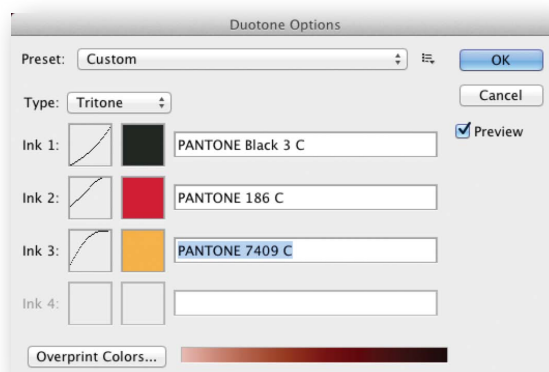 Duotone Options
Preset: Custom
OK
Type: Tritone
Cancel
Preview
Ink 1: PANTONE Black 3 C
Ink 2: PANTONE 186 C
Ink 3: PANTONE 7409 C
Ink 4:
Overprint Colors...